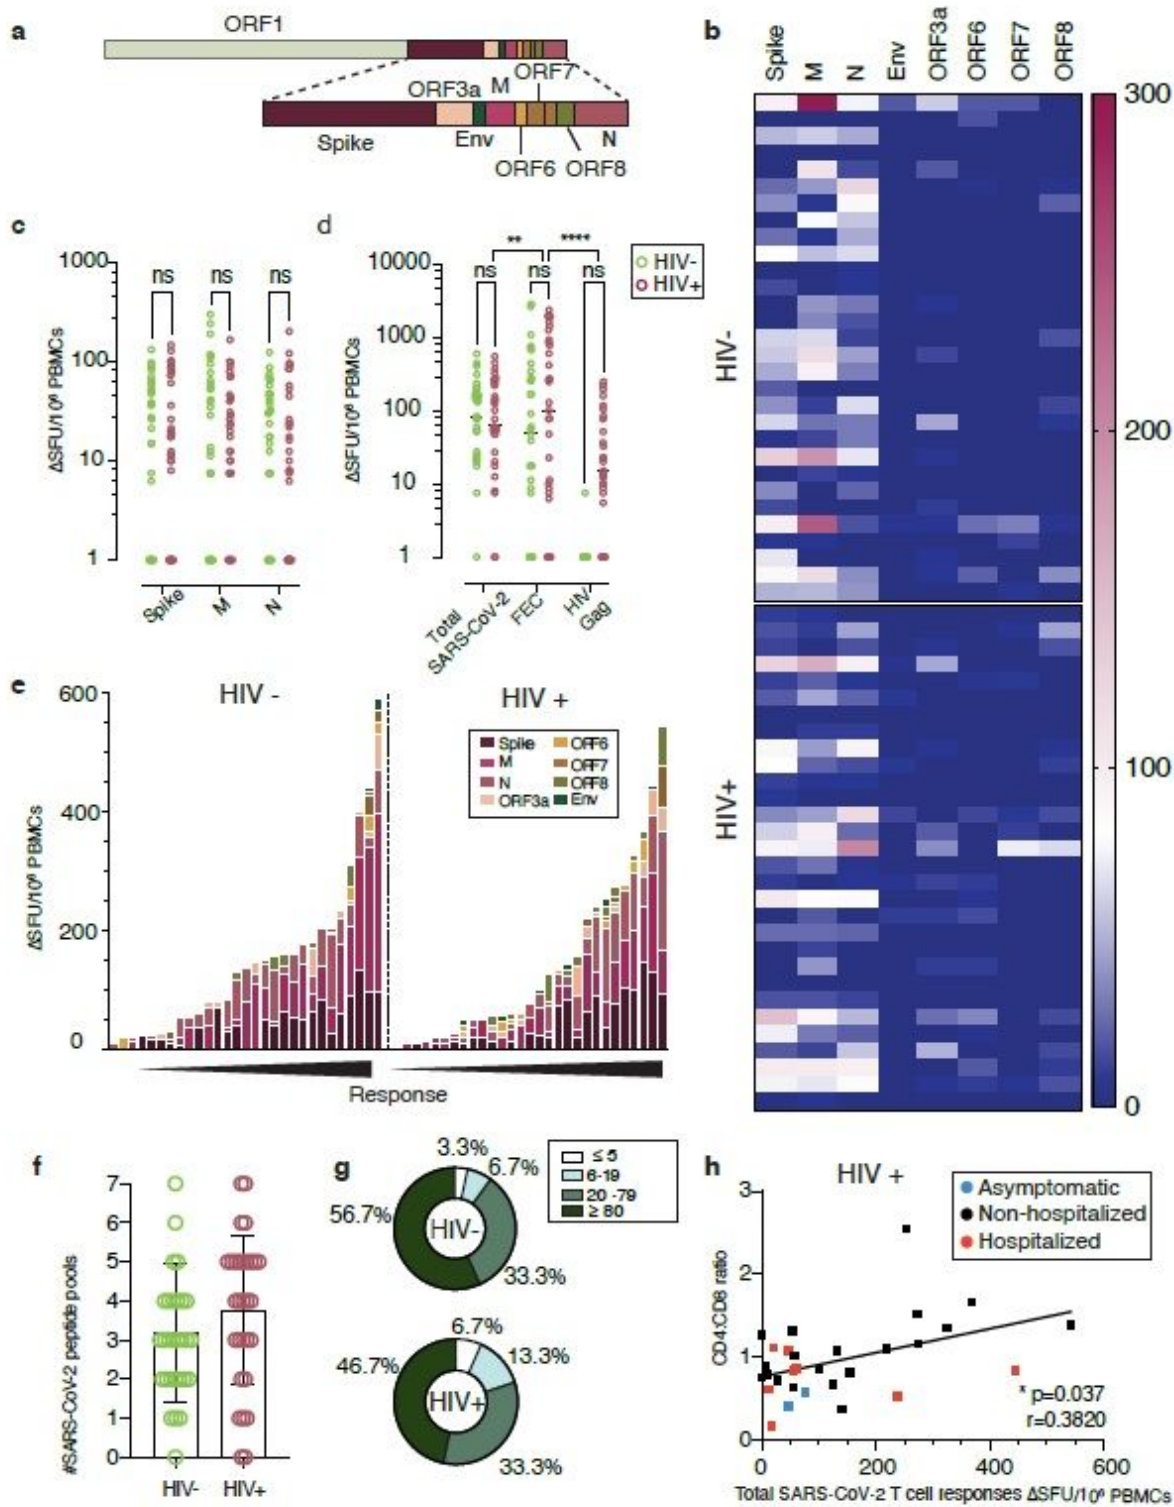 a
ORF1
ORF7
ORF3a M
Spike
Env
N
ORF6 ORF8
b
Spike
M
N
Env
ORF3a
ORF6
ORF7
ORF8
HIV-
HIV+
300
200
100
0
c
ΔSFU/10⁶ PBMCs
1000
100
10
1
ns
ns
ns
Spike
M
N
d
ΔSFU/10⁶ PBMCs
10000
1000
100
10
1
**
****
ns
ns
ns
HIV-
HIV+
Total
SARS-CoV-2
FEC
HIV
Gag
e
HIV -
HIV +
ΔSFU/10⁶ PBMCs
600
400
200
0
Spike
M
N
ORF3a
ORF6
ORF7
ORF8
Env
Response
f
#SARS-CoV-2 peptide pools
7
6
5
4
3
2
1
0
HIV-
HIV+
g
≤ 5
6-19
20 -79
≥ 80
3.3%
6.7%
56.7%
HIV-
33.3%
6.7%
13.3%
46.7%
HIV+
33.3%
h
HIV +
Asymptomatic
Non-hospitalized
Hospitalized
CD4:CD8 ratio
3
2
1
0
* p=0.037
r=0.3820
0
200
400
600
Total SARS-CoV-2 T cell responses ΔSFU/10⁶ PBMCs